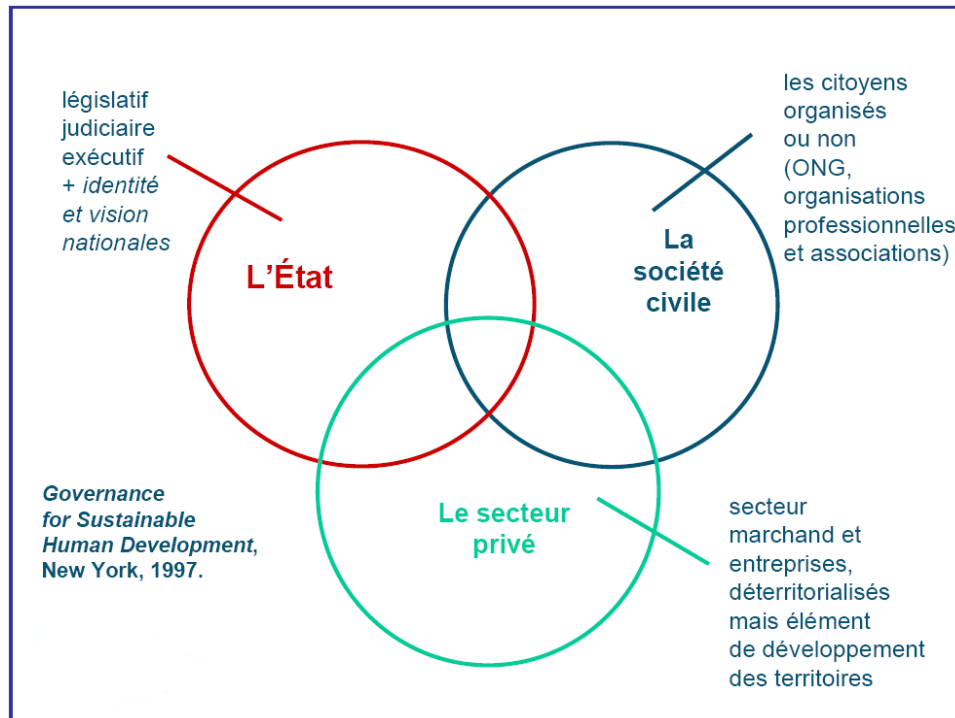 législatif
judiciaire
exécutif
+ identité
et vision
nationales
les citoyens
organisés
ou non
(ONG,
organisations
professionnelles
et associations)
L'État
La
société
civile
Le secteur
privé
Governance
for Sustainable
Human Development,
New York, 1997.
secteur
marchand et
entreprises,
déterritorialisés
mais élément
de développement
des territoires